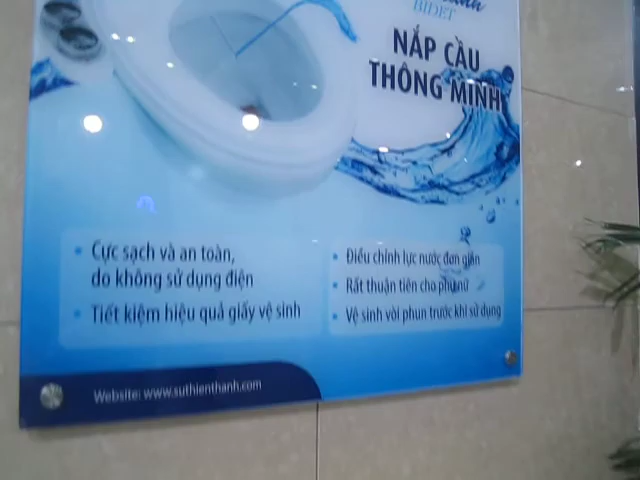 BIDET
NẮP CẦU
THÔNG MINH
• Cực sạch và an toàn,
do không sử dụng điện
• Tiết kiệm hiệu quả giấy vệ sinh
• Điều chỉnh lực nước đơn giản
• Rất thuận tiên cho phụ nữ
• Vệ sinh vòi phun trước khi sử dụng
Website: www.suthienthanh.com